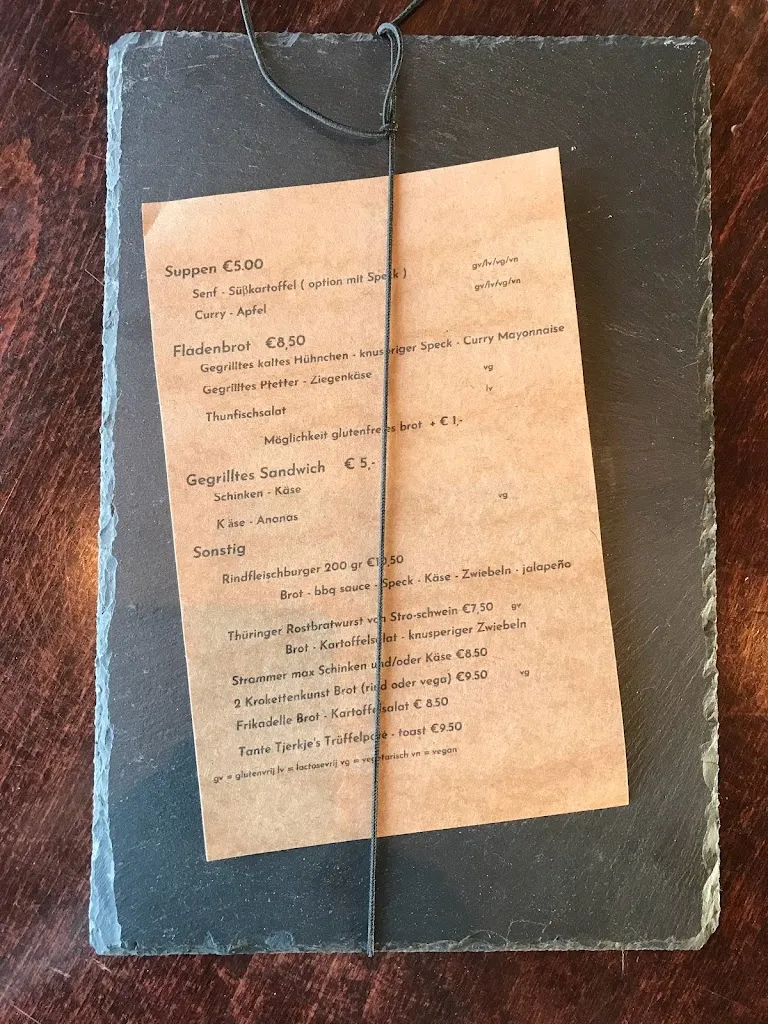 Suppen €5.00
Senf - Süßkartoffel ( option mit Speck ) gv/lv/vg/vn
Curry - Apfel gv/lv/vg/vn
Fladenbrot €8,50
Gegrilltes kaltes Hühnchen - knuspriger Speck - Curry Mayonnaise
Gegrilltes Pfetter - Ziegenkäse vg
Thunfischsalat lv
Möglichkeit glutenfreies brot + € 1,-
Gegrilltes Sandwich € 5,-
Schinken - Käse
Käse - Ananas vg
Sonstig
Rindfleischburger 200 gr €10,50
Brot - bbq sauce - Speck - Käse - Zwiebeln - jalapeño
Thüringer Rostbratwurst von Stro-schwein €7,50 gv
Brot - Kartoffelsalat - knusperiger Zwiebeln
Strammer max Schinken und/oder Käse €8.50
2 Krokettenkunst Brot (rind oder vega) €9.50 vg
Frikadelle Brot - Kartoffelsalat € 8.50
Tante Tjerkje's Trüffelpaté - toast €9.50
gv = glutenvrij lv = lactosevrij vg = vegetarisch vn = vegan